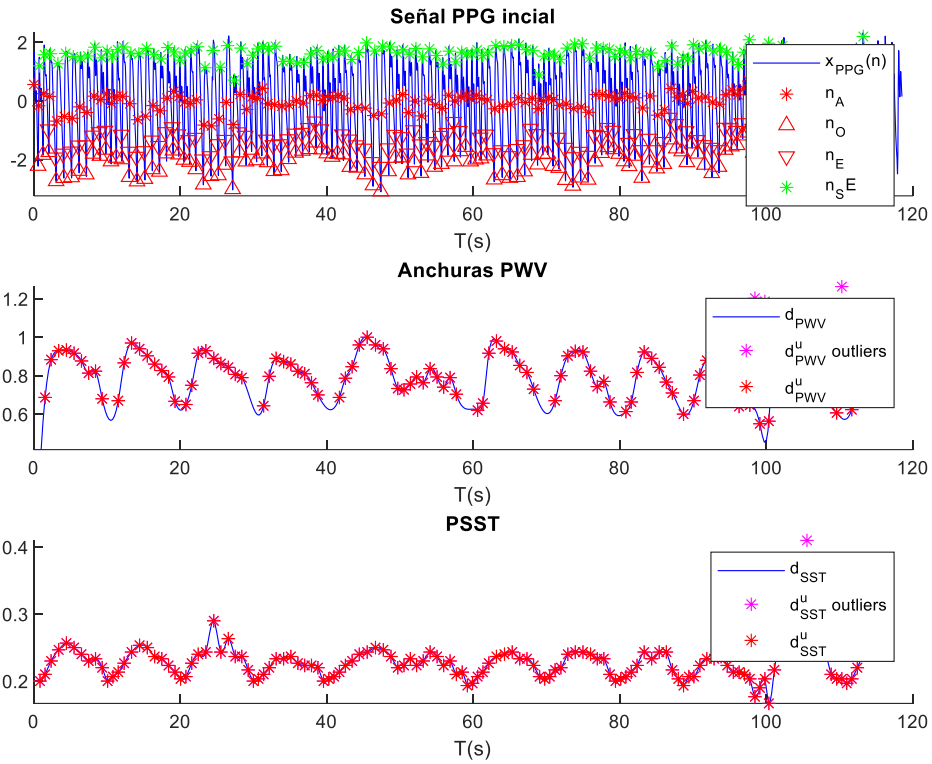 Señal PPG incial
2
0
-2
x_PPG(n)
n_A
n_O
n_E
n_SE
0 20 40 60 80 100 120
T(s)
Anchuras PWV
1.2
1
0.8
0.6
d_PWV
d^u_PWV outliers
d^u_PWV
0 20 40 60 80 100 120
T(s)
PSST
0.4
0.3
0.2
d_SST
d^u_SST outliers
d^u_SST
0 20 40 60 80 100 120
T(s)